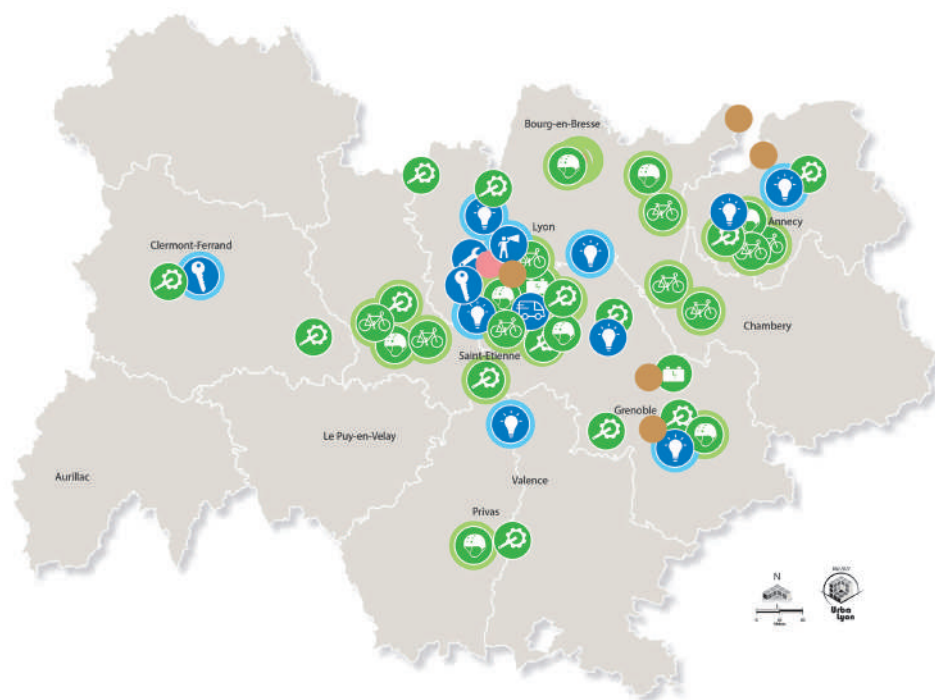 Bourg-en-Bresse
Lyon
Annecy
Clermont-Ferrand
Chambery
Saint-Etienne
Grenoble
Le Puy-en-Velay
Aurillac
Valence
Privas
N
Urba
Lyon